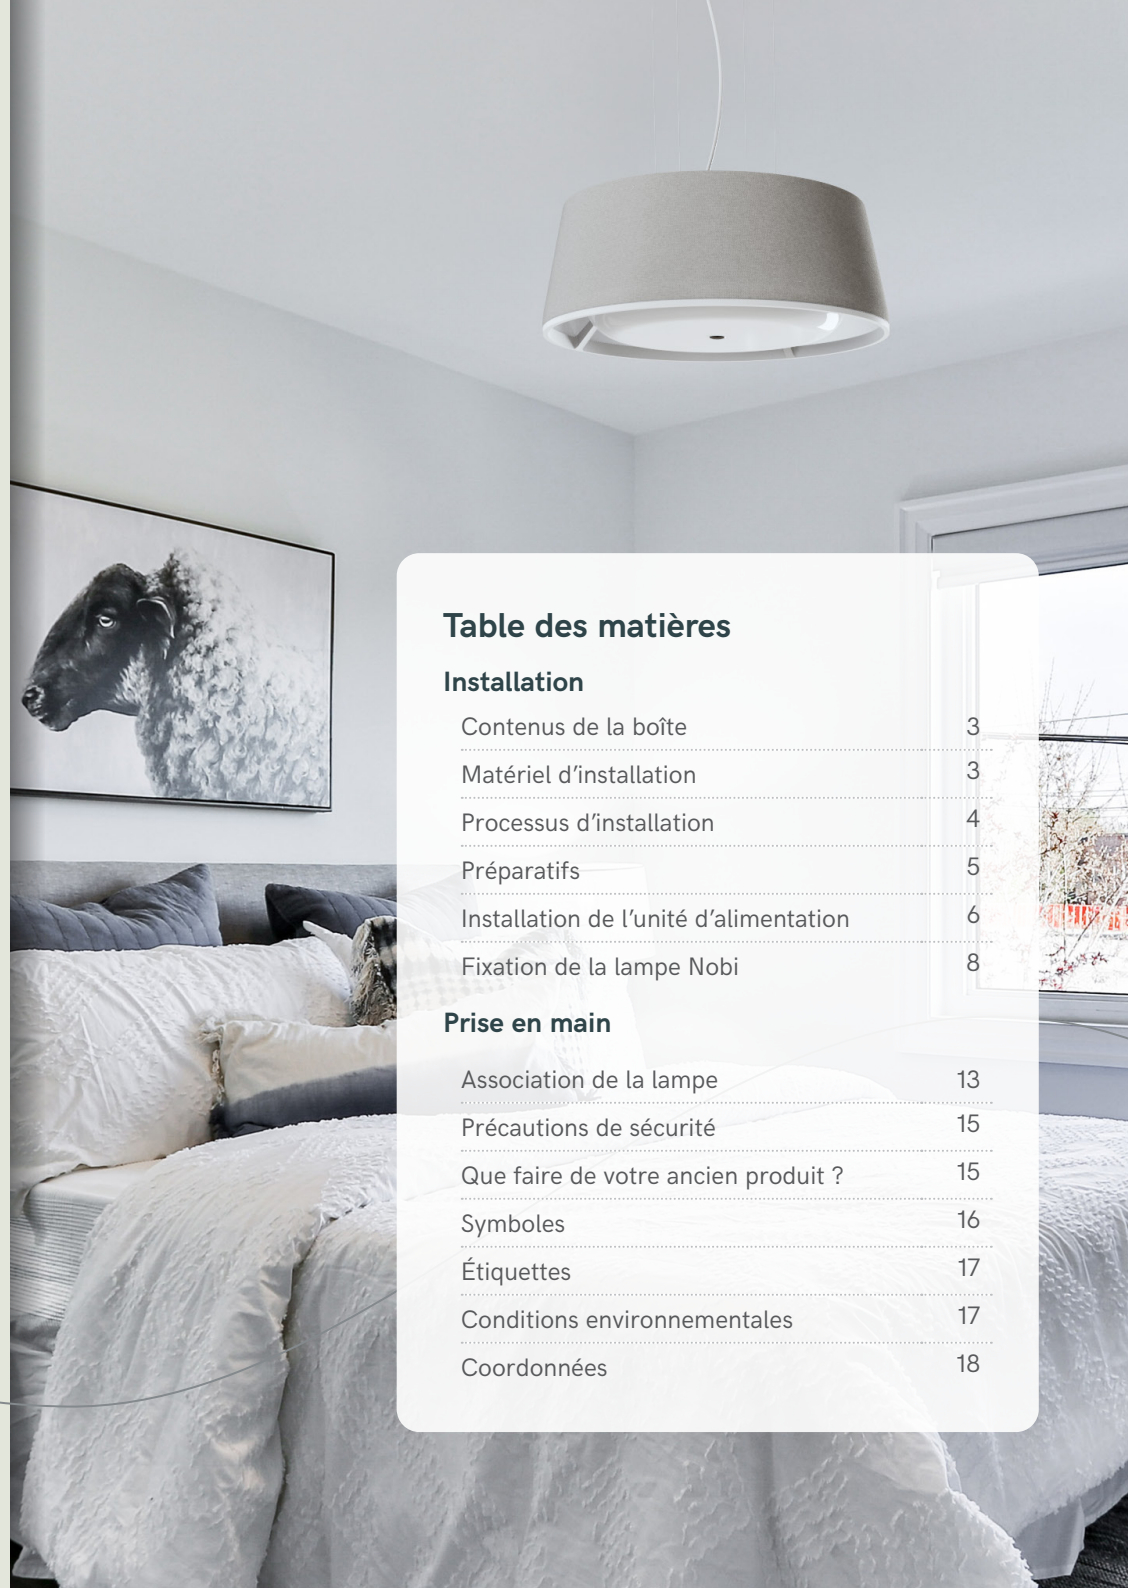 Table des matières
Installation
Contenus de la boîte 3
Matériel d’installation 3
Processus d’installation 4
Préparatifs 5
Installation de l’unité d’alimentation 6
Fixation de la lampe Nobi 8
Prise en main
Association de la lampe 13
Précautions de sécurité 15
Que faire de votre ancien produit ? 15
Symboles 16
Étiquettes 17
Conditions environnementales 17
Coordonnées 18